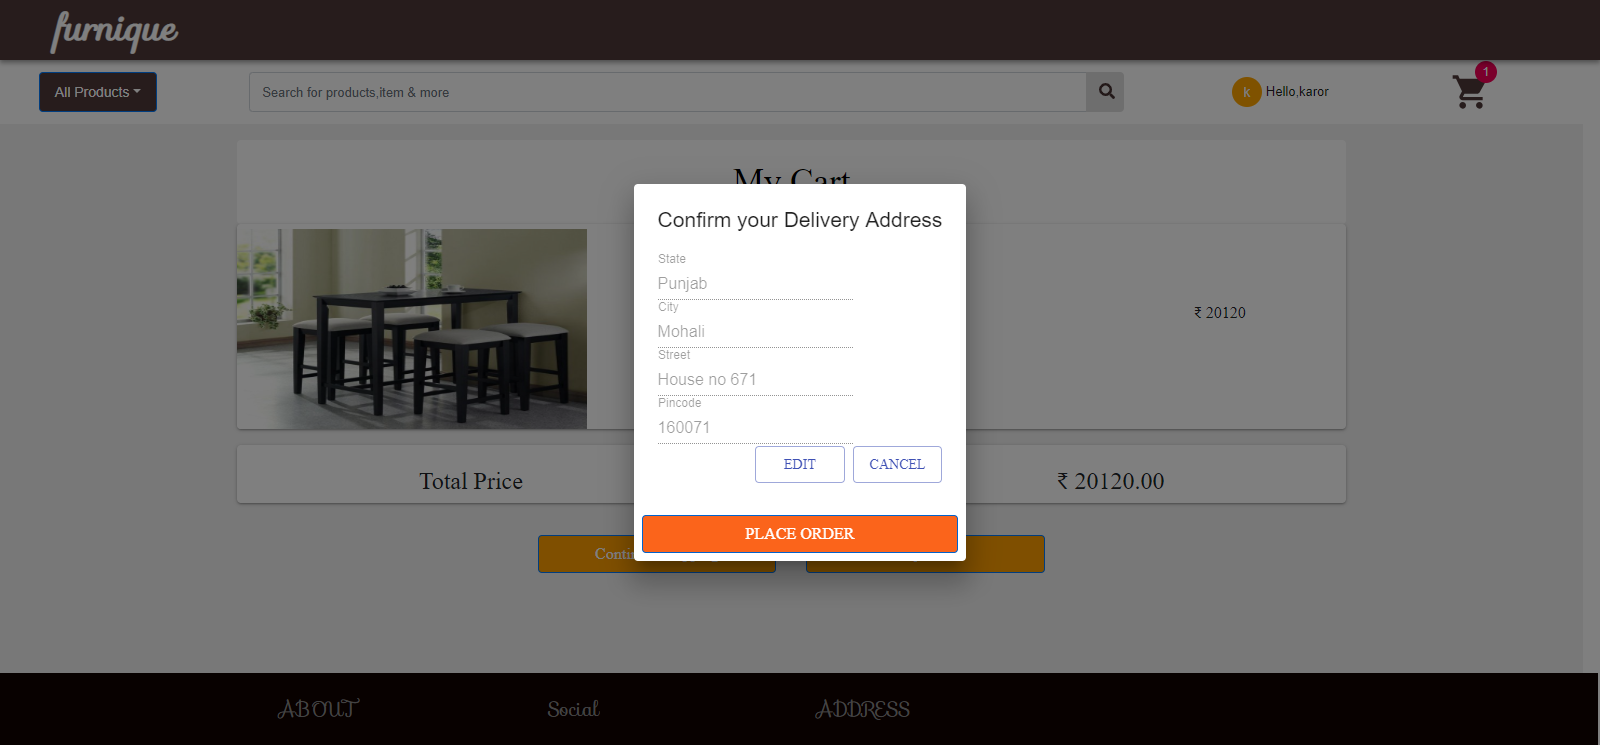 furnique
All Products
Search for products,item & more
k Hello,karor
1
My Cart
Confirm your Delivery Address
State
Punjab
City
Mohali
Street
House no 671
Pincode
160071
EDIT CANCEL
PLACE ORDER
₹ 20120
Total Price ₹ 20120.00
ABOUT Social ADDRESS